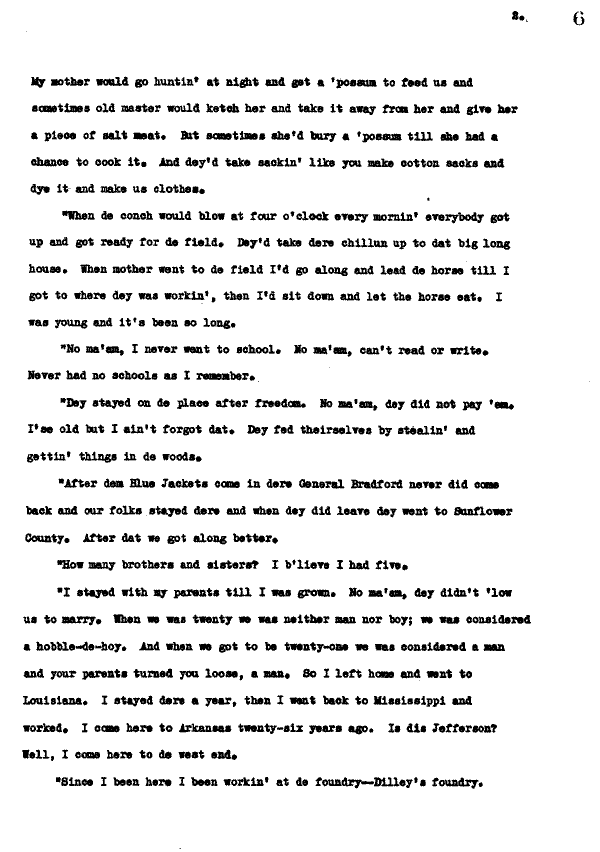 2. 6
My mother would go huntin' at night and get a 'possum to feed us and
sometimes old master would ketch her and take it away from her and give her
a piece of salt meat. But sometimes she'd bury a 'possum till she had a
chance to cook it. And dey'd take sackin' like you make cotton sacks and
dye it and make us clothes.
"When de conch would blow at four o'clock every mornin' everybody got
up and got ready for de field. Dey'd take dere chillun up to dat big long
house. When mother went to de field I'd go along and lead de horse till I
got to where dey was workin', then I'd sit down and let the horse eat. I
was young and it's been so long.
"No ma'am, I never went to school. No ma'am, can't read or write.
Never had no schools as I remember.
"Dey stayed on de place after freedom. No ma'am, dey did not pay 'em.
I'se old but I ain't forgot dat. Dey fed theirselves by stealin' and
gettin' things in de woods.
"After dem Blue Jackets come in dere General Bradford never did come
back and our folks stayed dere and when dey did leave dey went to Sunflower
County. After dat we got along better.
"How many brothers and sisters? I b'lieve I had five.
"I stayed with my parents till I was grown. No ma'am, dey didn't 'low
us to marry. When we was twenty we was neither man nor boy; we was considered
a hobble-de-hoy. And when we got to be twenty-one we was considered a man
and your parents turned you loose, a man. So I left home and went to
Louisiana. I stayed dere a year, then I went back to Mississippi and
worked. I come here to Arkansas twenty-six years ago. Is dis Jefferson?
Well, I come here to de west end.
"Since I been here I been workin' at de foundry—Dilley's foundry.